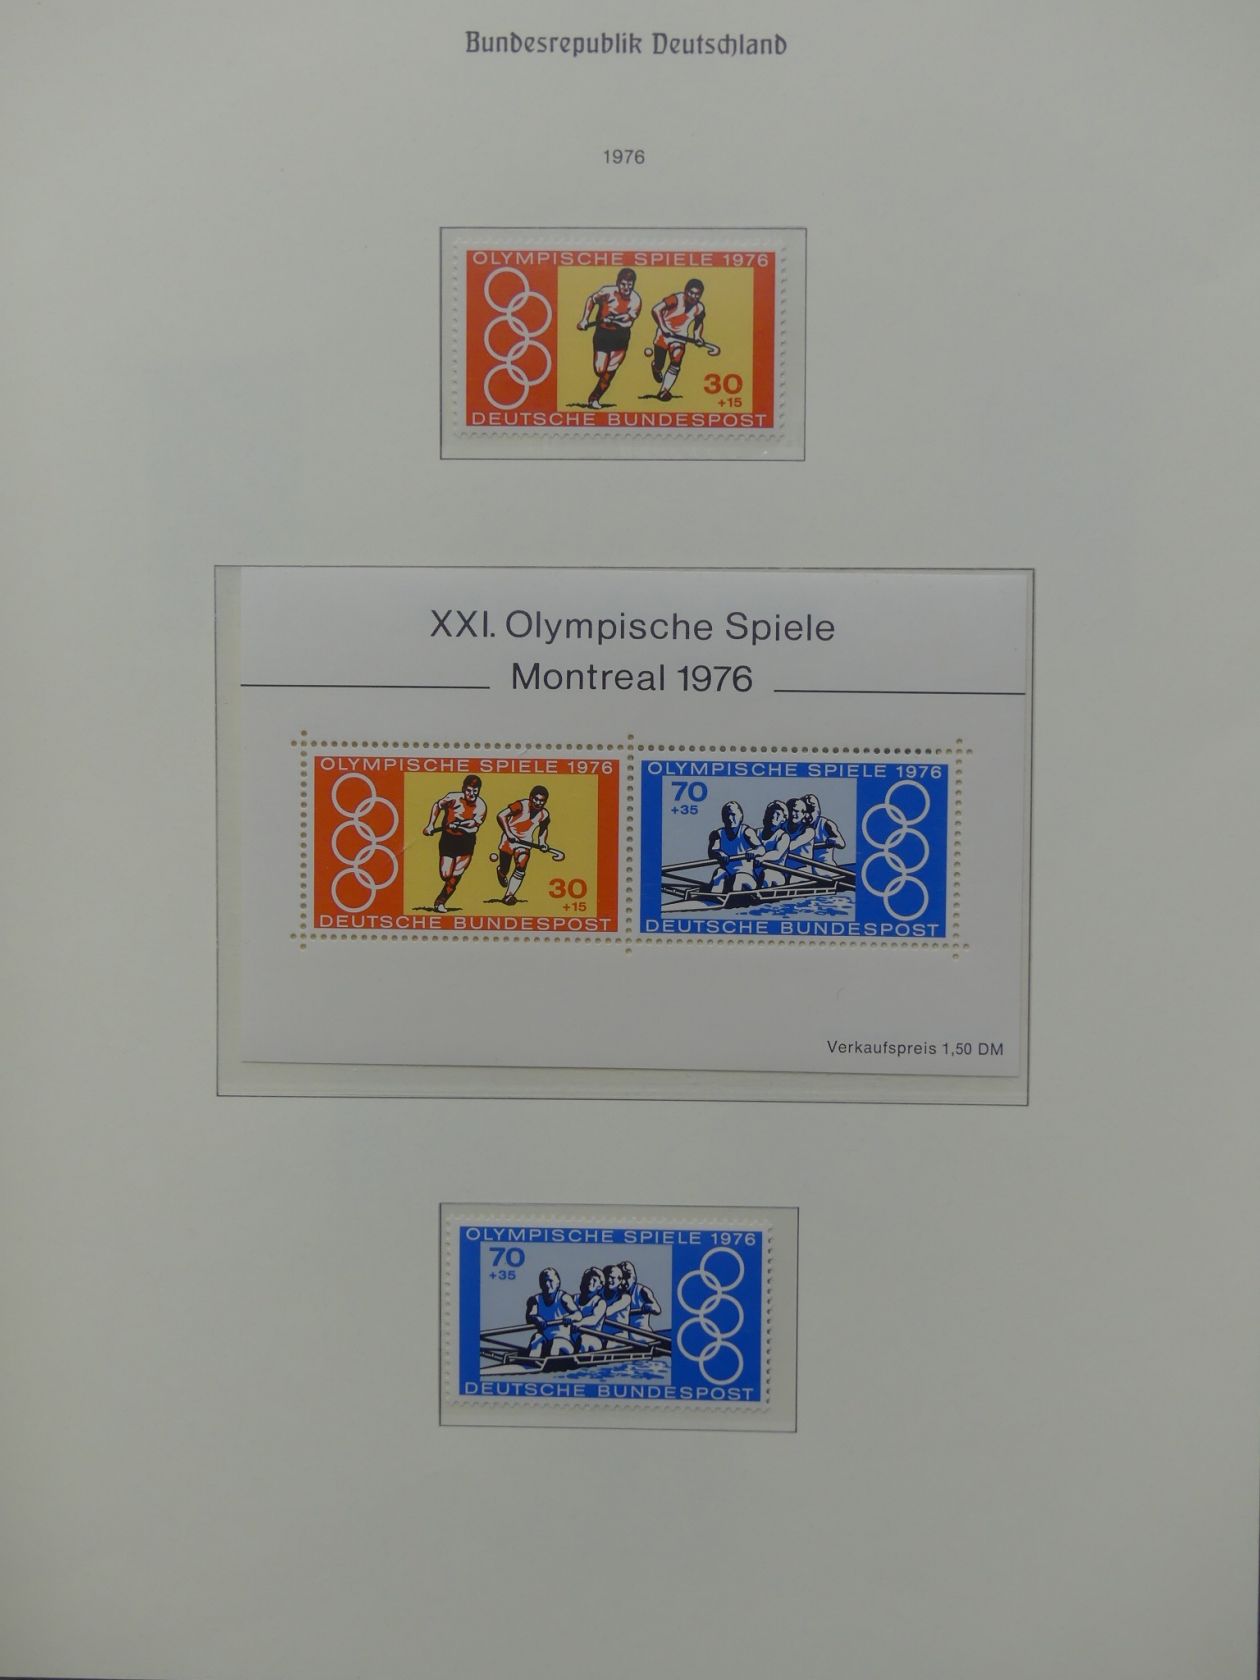 Bundesrepublik Deutschland
1976
OLYMPISCHE SPIELE 1976
30
+15
DEUTSCHE BUNDESPOST
XXI. Olympische Spiele
Montreal 1976
OLYMPISCHE SPIELE 1976
30
+15
DEUTSCHE BUNDESPOST
OLYMPISCHE SPIELE 1976
70
+35
DEUTSCHE BUNDESPOST
Verkaufspreis 1,50 DM
OLYMPISCHE SPIELE 1976
70
+35
DEUTSCHE BUNDESPOST